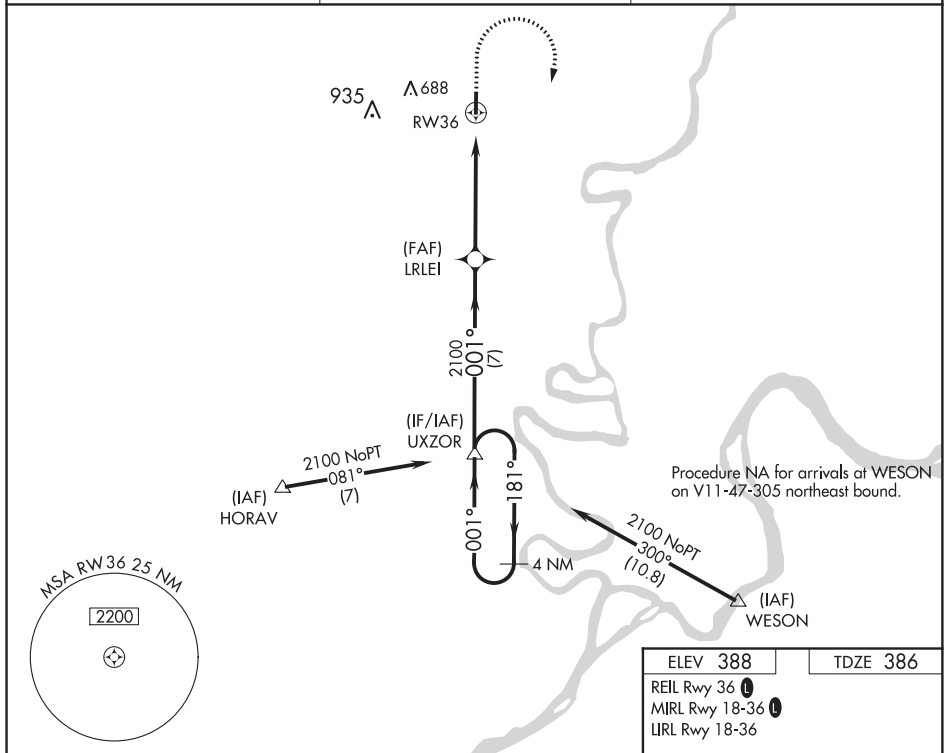 935
688
RW36
(FAF)
LRLEI
2100
001°
(7)
(IF/IAF)
UXZOR
2100 NoPT
081°
(7)
(IAF)
HORAV
001°
181°
4 NM
Procedure NA for arrivals at WESON
on V11-47-305 northeast bound.
2100 NoPT
300°
(10.8)
(IAF)
WESON
MSA RW36 25 NM
2200
ELEV 388
TDZE 386
REIL Rwy 36 L
MIRL Rwy 18-36 L
LIRL Rwy 18-36